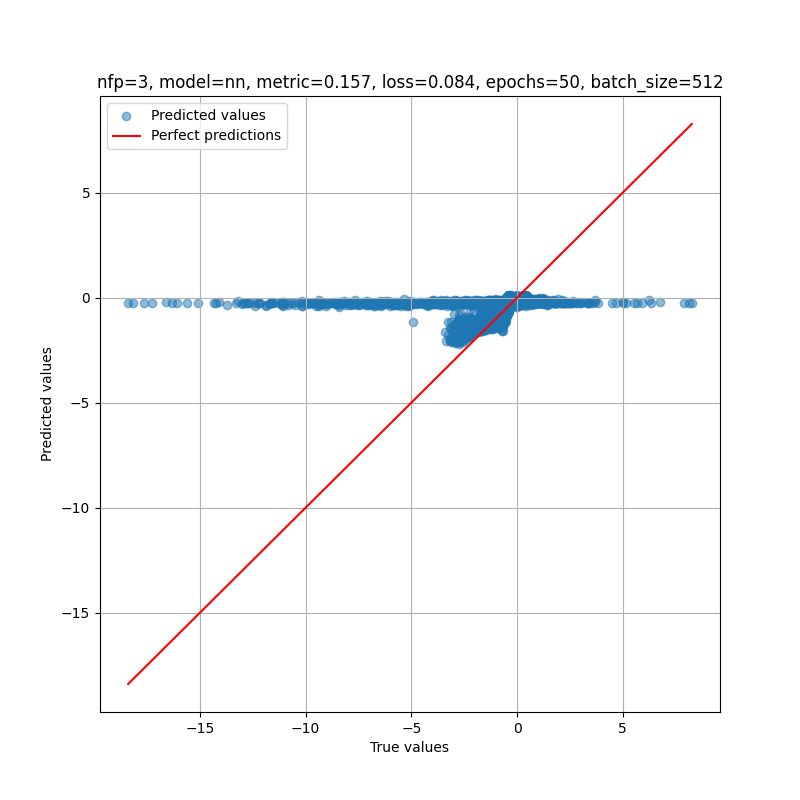 nfp=3, model=nn, metric=0.157, loss=0.084, epochs=50, batch_size=512
Predicted values
Perfect predictions
5
0
−5
−10
−15
Predicted values
−15
−10
−5
0
5
True values